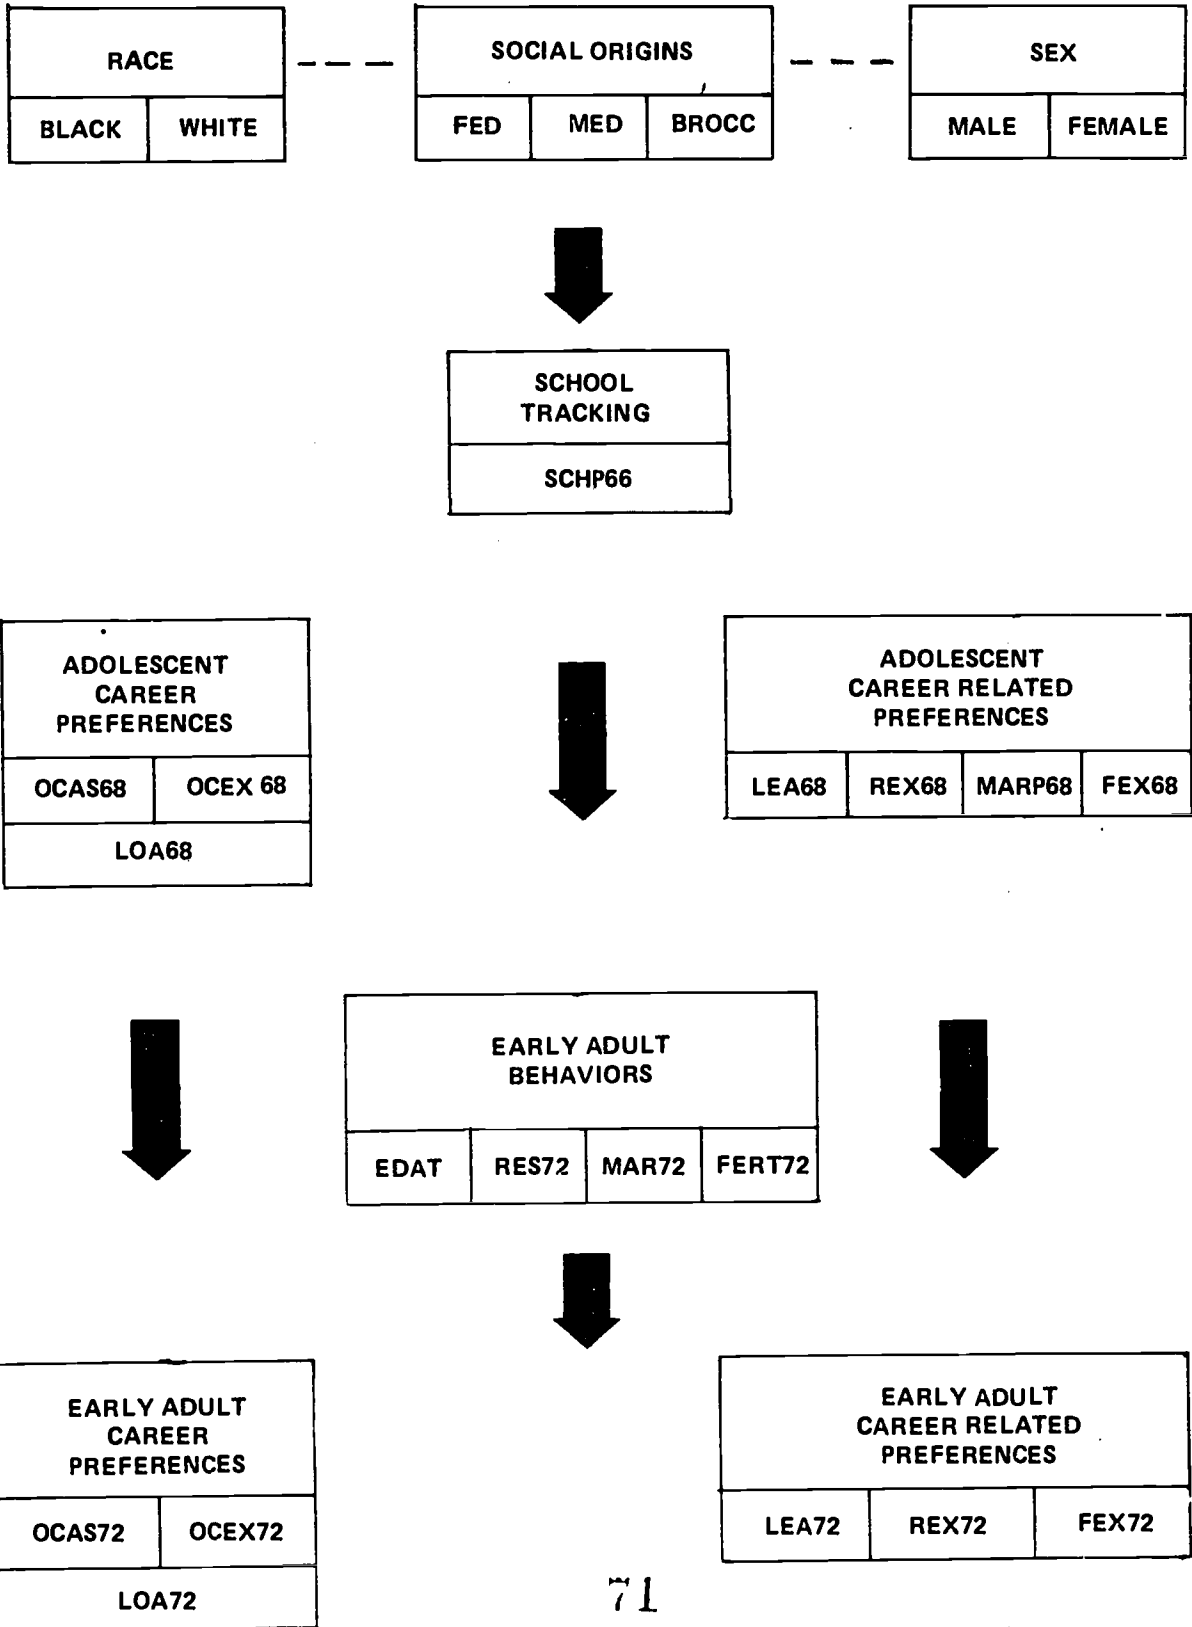 RACE
BLACK WHITE
SOCIAL ORIGINS
FED MED BROCC
SEX
MALE FEMALE
SCHOOL
TRACKING
SCHP66
ADOLESCENT
CAREER
PREFERENCES
OCAS68 OCEX 68
LOA68
ADOLESCENT
CAREER RELATED
PREFERENCES
LEA68 REX68 MARP68 FEX68
EARLY ADULT
BEHAVIORS
EDAT RES72 MAR72 FERT72
EARLY ADULT
CAREER
PREFERENCES
OCAS72 OCEX72
LOA72
EARLY ADULT
CAREER RELATED
PREFERENCES
LEA72 REX72 FEX72
71